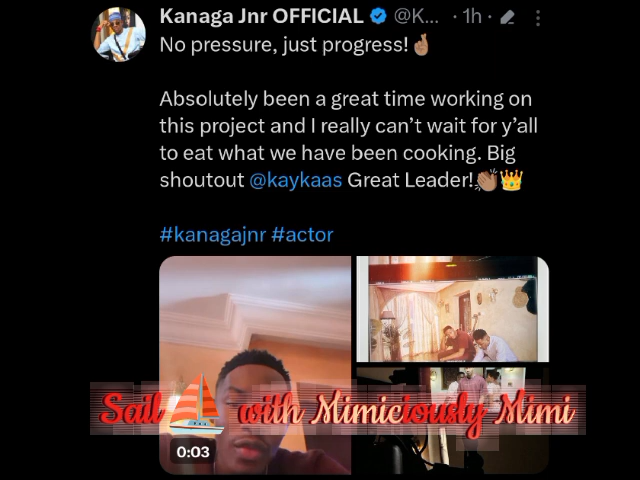 Kanaga Jnr OFFICIAL @K... · 1h ·
No pressure, just progress!🤞🏽
Absolutely been a great time working on
this project and I really can’t wait for y’all
to eat what we have been cooking. Big
shoutout @kaykaas Great Leader!👏🏽👑
#kanagajnr #actor
Sail⛵ with Mimiciously Mimi
0:03